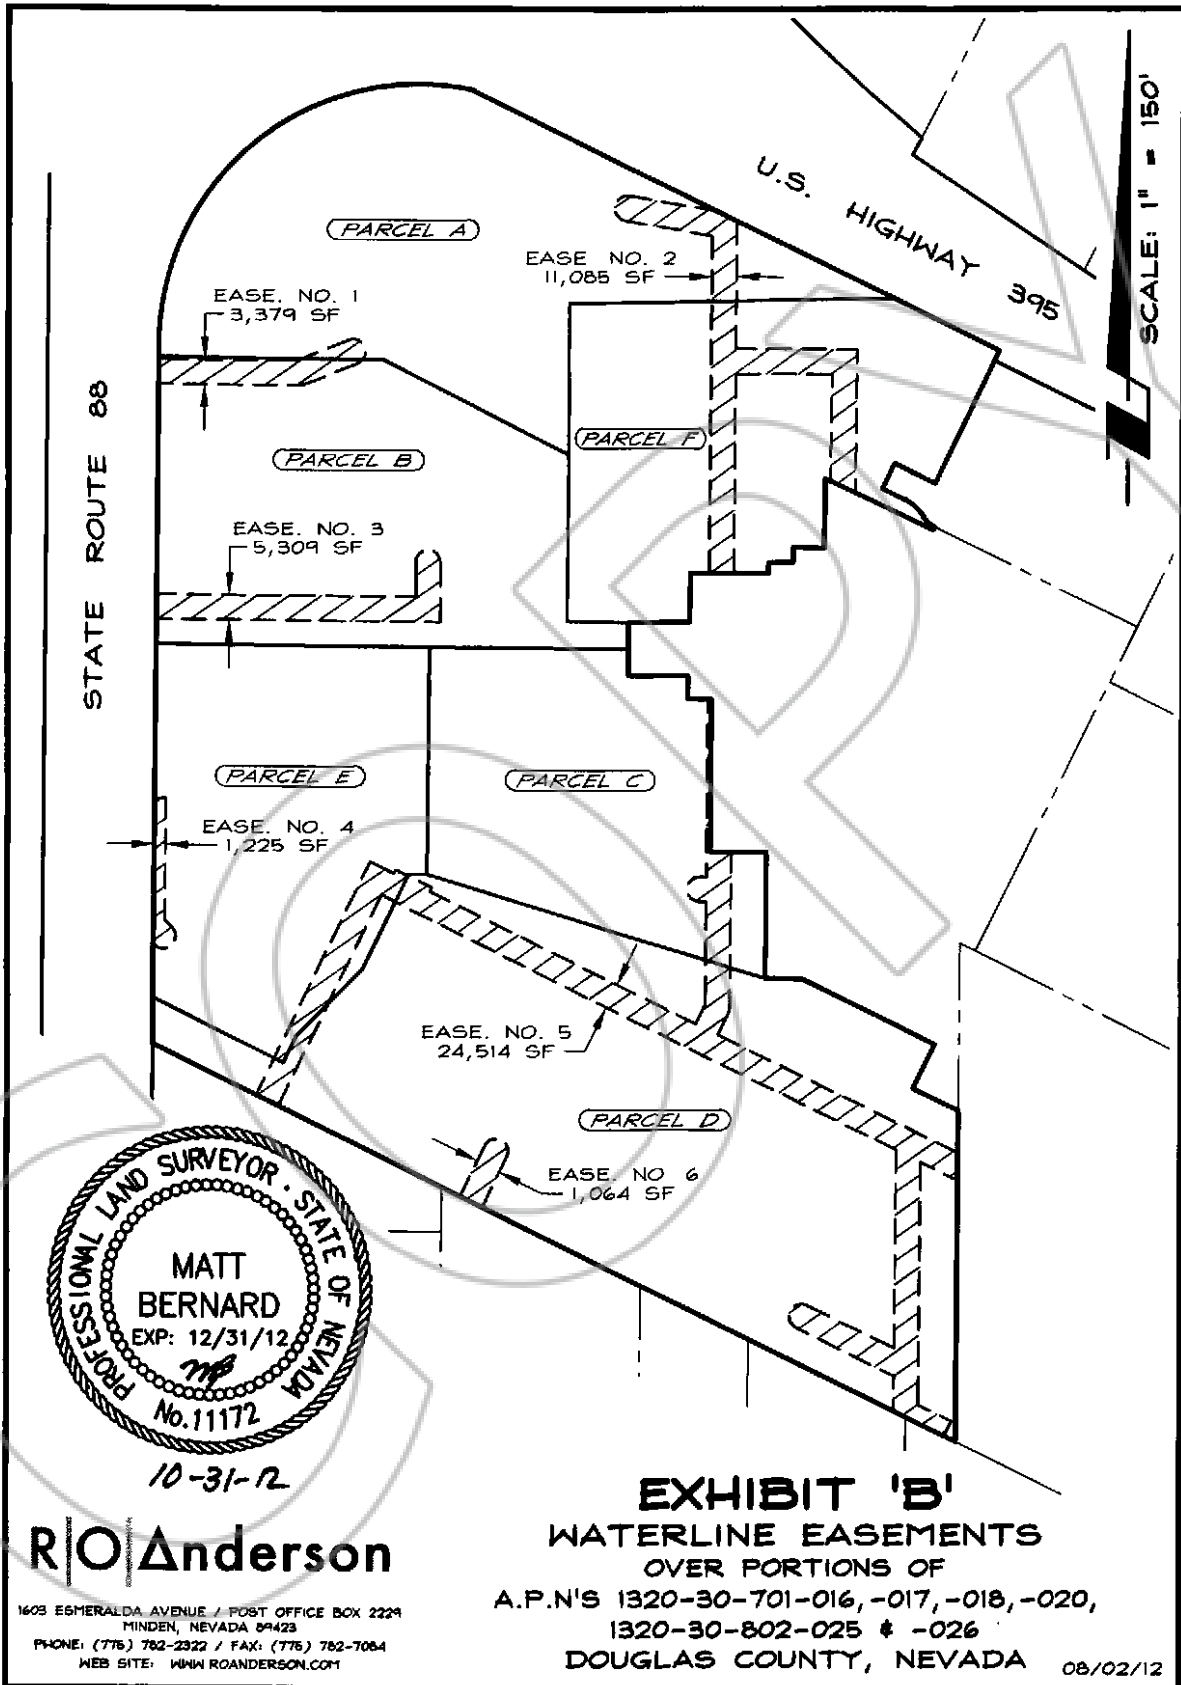 U.S. HIGHWAY 395
SCALE: 1" = 150'
PARCEL A
EASE NO. 2
11,085 SF
EASE. NO. 1
3,379 SF
STATE ROUTE 88
PARCEL F
PARCEL B
EASE. NO. 3
5,309 SF
PARCEL E
PARCEL C
EASE. NO. 4
1,225 SF
EASE. NO. 5
24,514 SF
PARCEL D
EASE. NO 6
1,064 SF
PROFESSIONAL LAND SURVEYOR · STATE OF NEVADA
MATT
BERNARD
EXP: 12/31/12
No.11172
10-31-12
R|O|Anderson
1603 ESMERALDA AVENUE / POST OFFICE BOX 2229
MINDEN, NEVADA 89423
PHONE: (775) 782-2322 / FAX: (775) 782-7084
WEB SITE: WWW.ROANDERSON.COM
EXHIBIT 'B'
WATERLINE EASEMENTS
OVER PORTIONS OF
A.P.N'S 1320-30-701-016,-017,-018,-020,
1320-30-802-025 & -026
DOUGLAS COUNTY, NEVADA
08/02/12
COPY